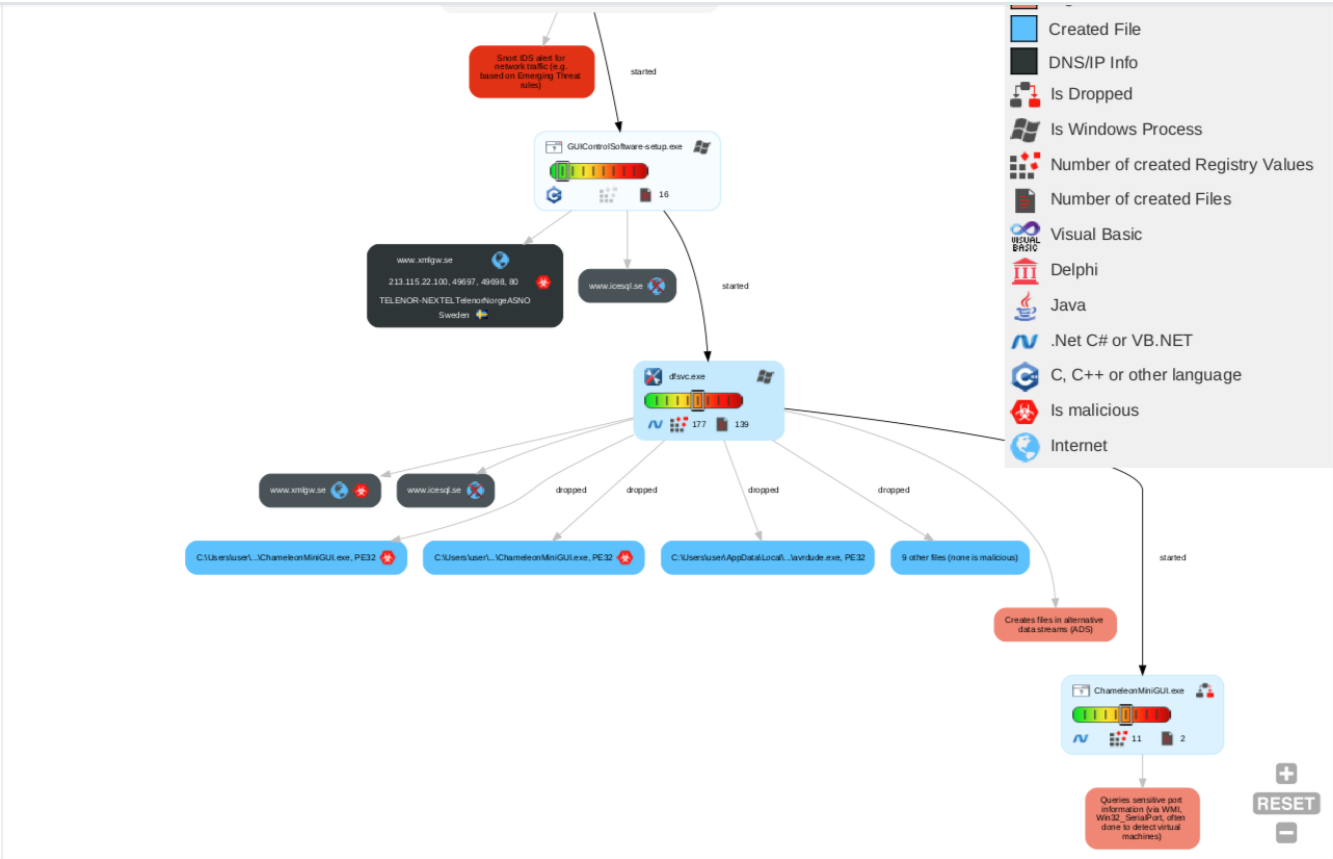 Created File
DNS/IP Info
Is Dropped
Is Windows Process
Number of created Registry Values
Number of created Files
VISUAL
BASIC
Visual Basic
Delphi
Java
.Net C# or VB.NET
C, C++ or other language
Is malicious
Internet
Snort IDS alert for
network traffic (e.g.
based on Emerging Threat
rules)
started
GUIControlSoftware-setup.exe
16
www.xmlgw.se
213.115.22.100, 49697, 49698, 80
TELENOR-NEXTELTelenorNorgeASNO
Sweden
www.icesql.se
started
dfsvc.exe
177
139
www.xmlgw.se
www.icesql.se
dropped
dropped
dropped
dropped
C:\Users\user\...\ChameleonMiniGUI.exe, PE32
C:\Users\user\...\ChameleonMiniGUI.exe, PE32
C:\Users\user\AppData\Local\...\avrdude.exe, PE32
9 other files (none is malicious)
started
Creates files in alternative
data streams (ADS)
ChameleonMiniGUI.exe
11
2
Queries sensitive port
information (via WMI,
Win32_SerialPort, often
done to detect virtual
machines)
RESET